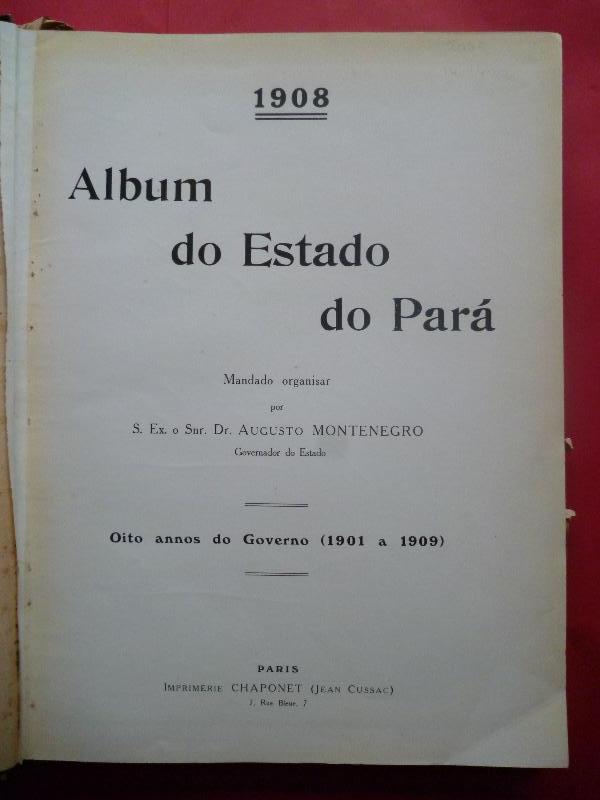 1908
Album
do Estado
do Pará
Mandado organisar
por
S. Ex. o Snr. Dr. Augusto MONTENEGRO
Governador do Estado
Oito annos do Governo (1901 a 1909)
PARIS
Imprimerie CHAPONET (Jean Cussac)
7, Rue Bleue, 7